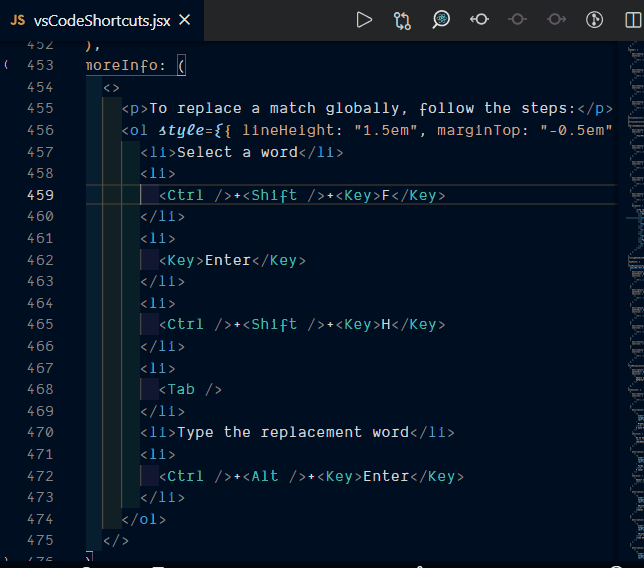 JS vsCodeShortcuts.jsx
452 ),
453 moreInfo: (
454 <>
455 <p>To replace a match globally, follow the steps:</p>
456 <ol style={{ lineHeight: "1.5em", marginTop: "-0.5em"
457 <li>Select a word</li>
458 <li>
459 <Ctrl />+<Shift />+<Key>F</Key>
460 </li>
461 <li>
462 <Key>Enter</Key>
463 </li>
464 <li>
465 <Ctrl />+<Shift />+<Key>H</Key>
466 </li>
467 <li>
468 <Tab />
469 </li>
470 <li>Type the replacement word</li>
471 <li>
472 <Ctrl />+<Alt />+<Key>Enter</Key>
473 </li>
474 </ol>
475 </>
476 )